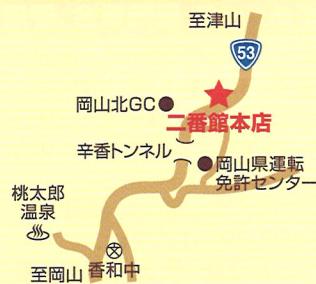 至津山
53
岡山北GC
二番館本店
辛香トンネル
岡山県運転
免許センター
桃太郎
温泉
文
至岡山
香和中